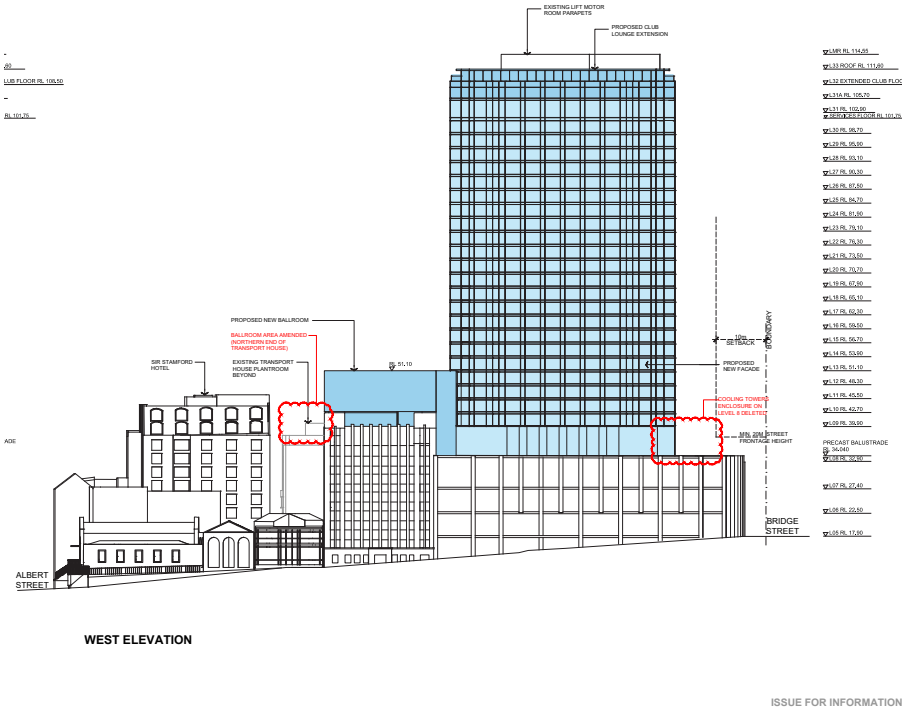 EXISTING LIFT MOTOR
ROOM PARAPETS
PROPOSED CLUB
LOUNGE EXTENSION
LUB FLOOR RL 108.50
RL 101.75
ADE
LMR RL 114.55
L33 ROOF RL 111.60
L32 EXTENDED CLUB FLOO
L31A RL 105.70
L31 RL 102.90
SERVICES FLOOR RL 101.75
L30 RL 98.70
L29 RL 95.90
L28 RL 93.10
L27 RL 90.30
L26 RL 87.50
L25 RL 84.70
L24 RL 81.90
L23 RL 79.10
L22 RL 76.30
L21 RL 73.50
L20 RL 70.70
L19 RL 67.90
L18 RL 65.10
L17 RL 62.30
L16 RL 59.50
L15 RL 56.70
L14 RL 53.90
L13 RL 51.10
L12 RL 48.30
L11 RL 45.50
L10 RL 42.70
L09 RL 39.90
PRECAST BALUSTRADE
RL 34.040
L08 RL 32.90
L07 RL 27.40
L06 RL 22.50
L05 RL 17.90
PROPOSED NEW BALLROOM
BALLROOM AREA AMENDED
(NORTHERN END OF
TRANSPORT HOUSE)
SIR STAMFORD
HOTEL
EXISTING TRANSPORT
HOUSE PLANTROOM
BEYOND
RL 51.10
10m
SETBACK
BOUNDARY
PROPOSED
NEW FACADE
COOLING TOWERS
ENCLOSURE ON
LEVEL 8 DELETED
MIN. 20M STREET
FRONTAGE HEIGHT
BRIDGE
STREET
ALBERT
STREET
WEST ELEVATION
ISSUE FOR INFORMATION